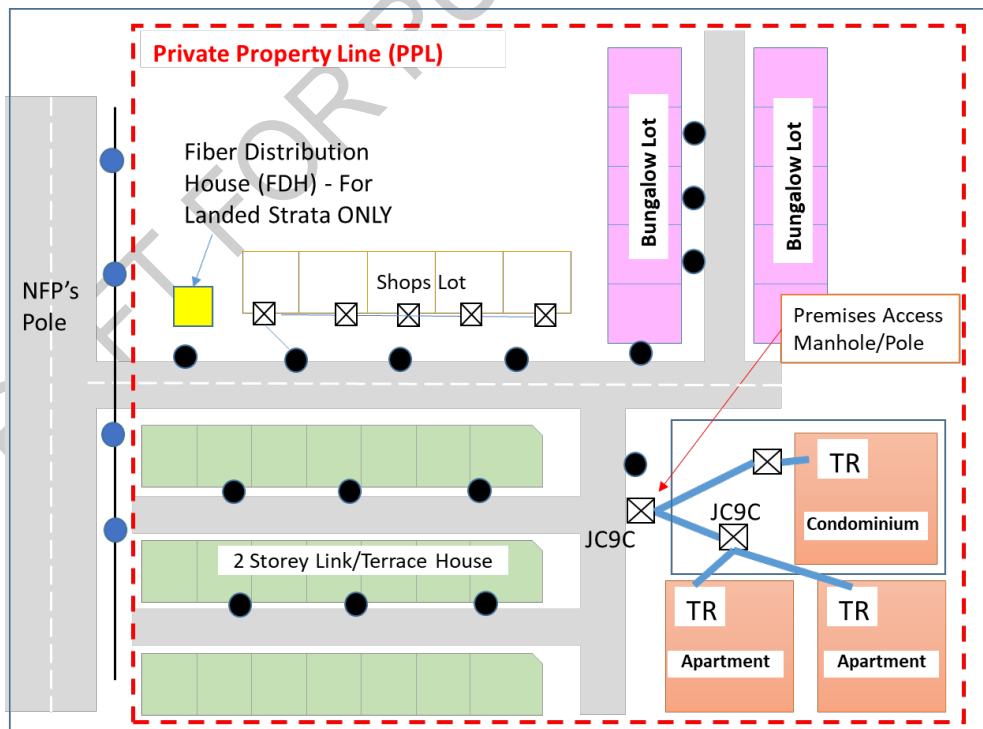 Private Property Line (PPL)
Fiber Distribution
House (FDH) - For
Landed Strata ONLY
NFP's
Pole
Shops Lot
Bungalow Lot
Bungalow Lot
Premises Access
Manhole/Pole
TR
Condominium
JC9C
JC9C
2 Storey Link/Terrace House
TR
Apartment
TR
Apartment